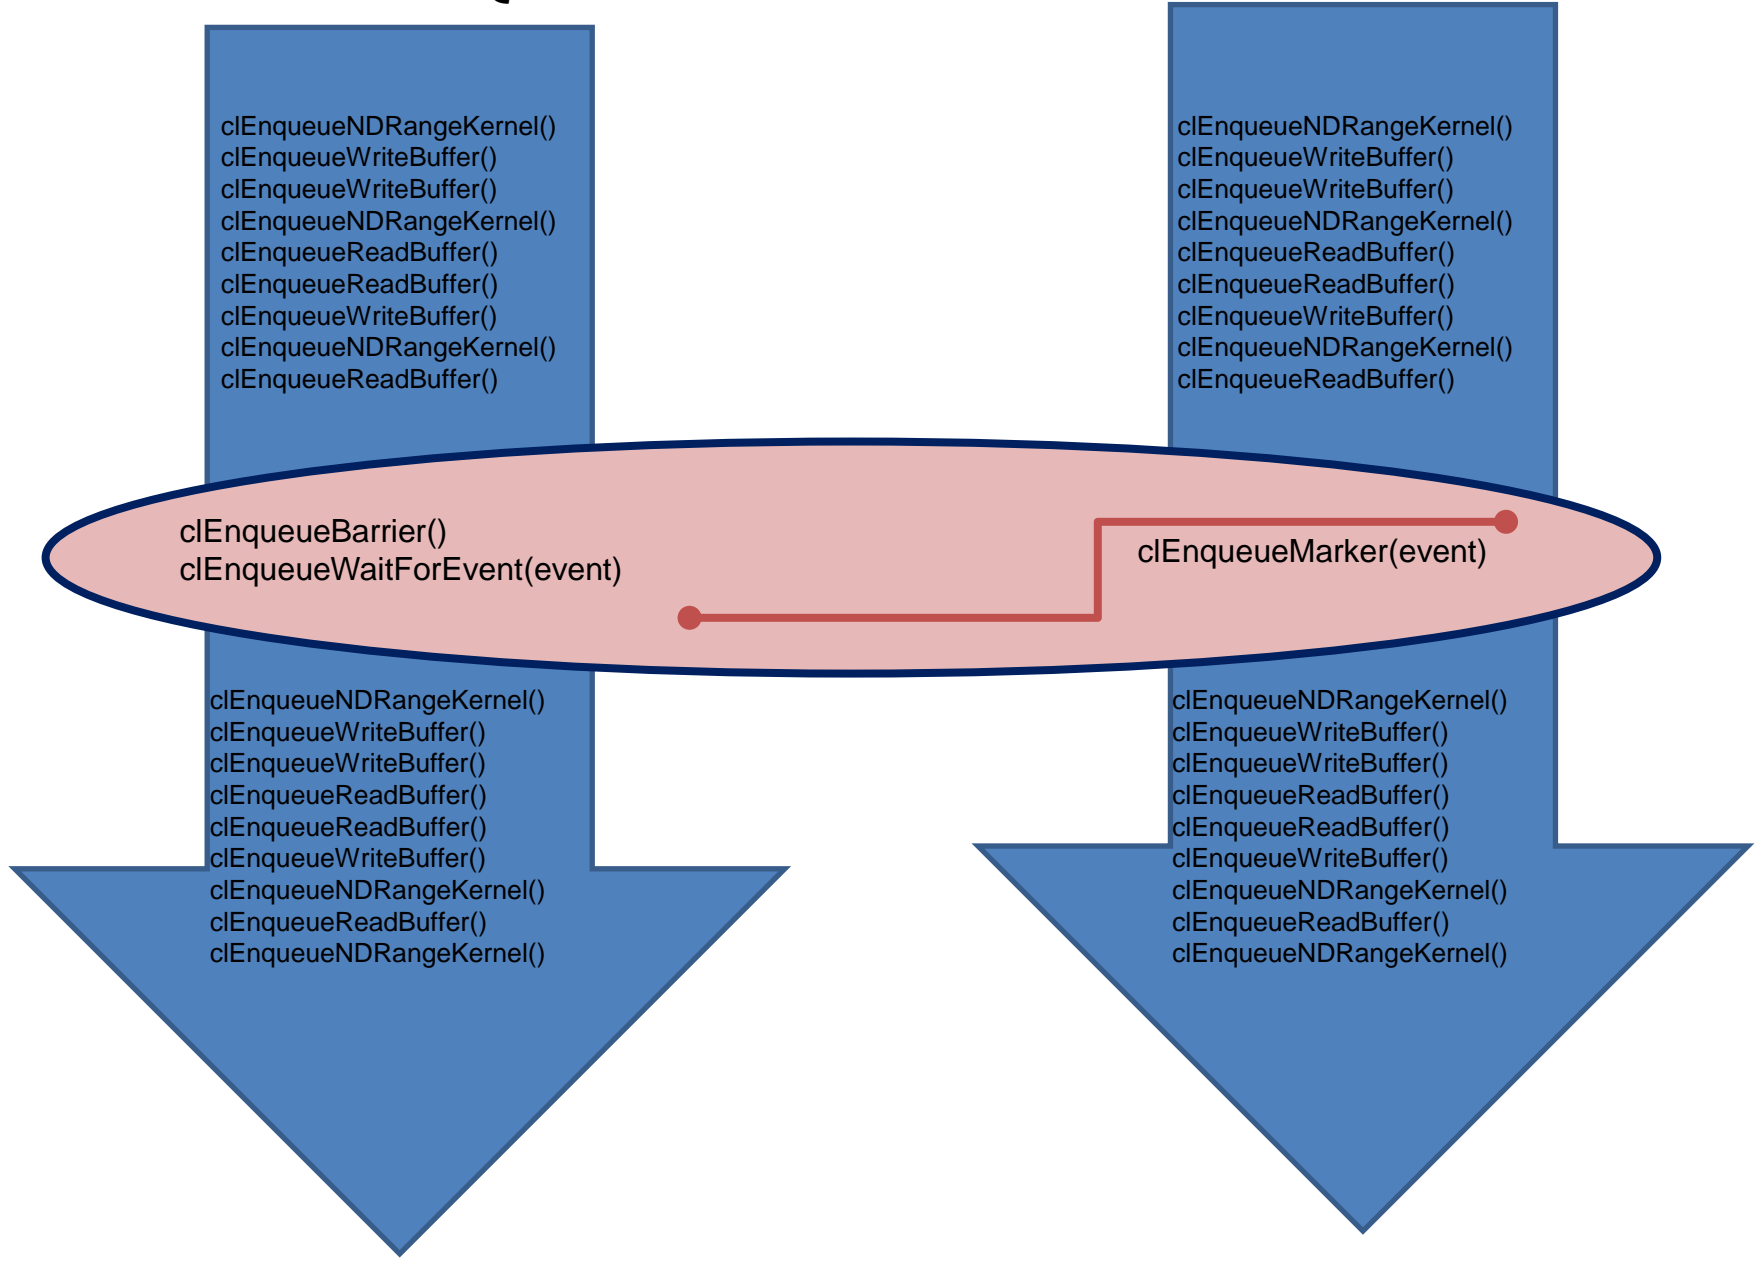 clEnqueueNDRangeKernel()
clEnqueueWriteBuffer()
clEnqueueWriteBuffer()
clEnqueueNDRangeKernel()
clEnqueueReadBuffer()
clEnqueueReadBuffer()
clEnqueueWriteBuffer()
clEnqueueNDRangeKernel()
clEnqueueReadBuffer()
clEnqueueNDRangeKernel()
clEnqueueWriteBuffer()
clEnqueueWriteBuffer()
clEnqueueNDRangeKernel()
clEnqueueReadBuffer()
clEnqueueReadBuffer()
clEnqueueWriteBuffer()
clEnqueueNDRangeKernel()
clEnqueueReadBuffer()
clEnqueueBarrier()
clEnqueueWaitForEvent(event)
clEnqueueMarker(event)
clEnqueueNDRangeKernel()
clEnqueueWriteBuffer()
clEnqueueWriteBuffer()
clEnqueueReadBuffer()
clEnqueueReadBuffer()
clEnqueueWriteBuffer()
clEnqueueNDRangeKernel()
clEnqueueReadBuffer()
clEnqueueNDRangeKernel()
clEnqueueNDRangeKernel()
clEnqueueWriteBuffer()
clEnqueueWriteBuffer()
clEnqueueReadBuffer()
clEnqueueReadBuffer()
clEnqueueWriteBuffer()
clEnqueueNDRangeKernel()
clEnqueueReadBuffer()
clEnqueueNDRangeKernel()